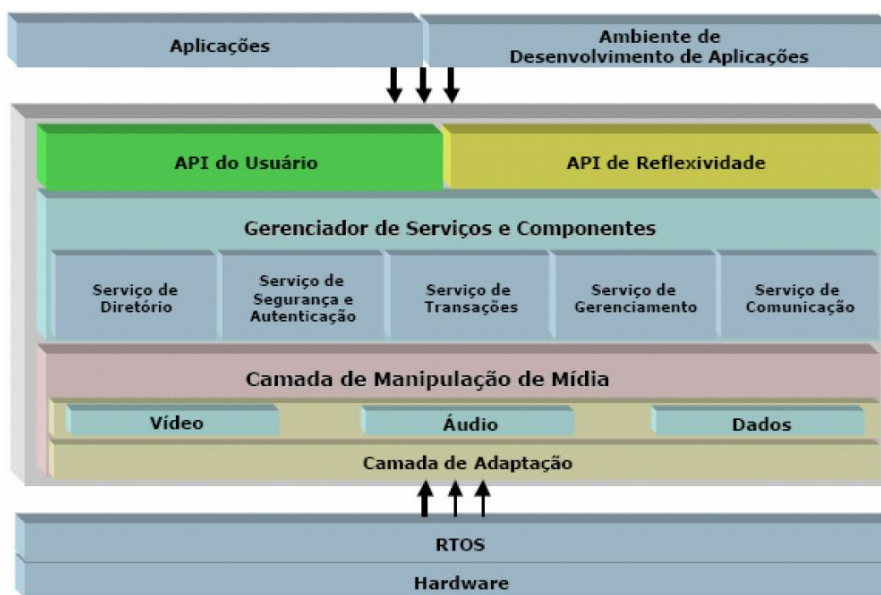 Aplicações
Ambiente de
Desenvolvimento de Aplicações
API do Usuário
API de Reflexividade
Gerenciador de Serviços e Componentes
Serviço de
Diretório
Serviço de
Segurança e
Autenticação
Serviço de
Transações
Serviço de
Gerenciamento
Serviço de
Comunicação
Camada de Manipulação de Mídia
Vídeo
Áudio
Dados
Camada de Adaptação
RTOS
Hardware